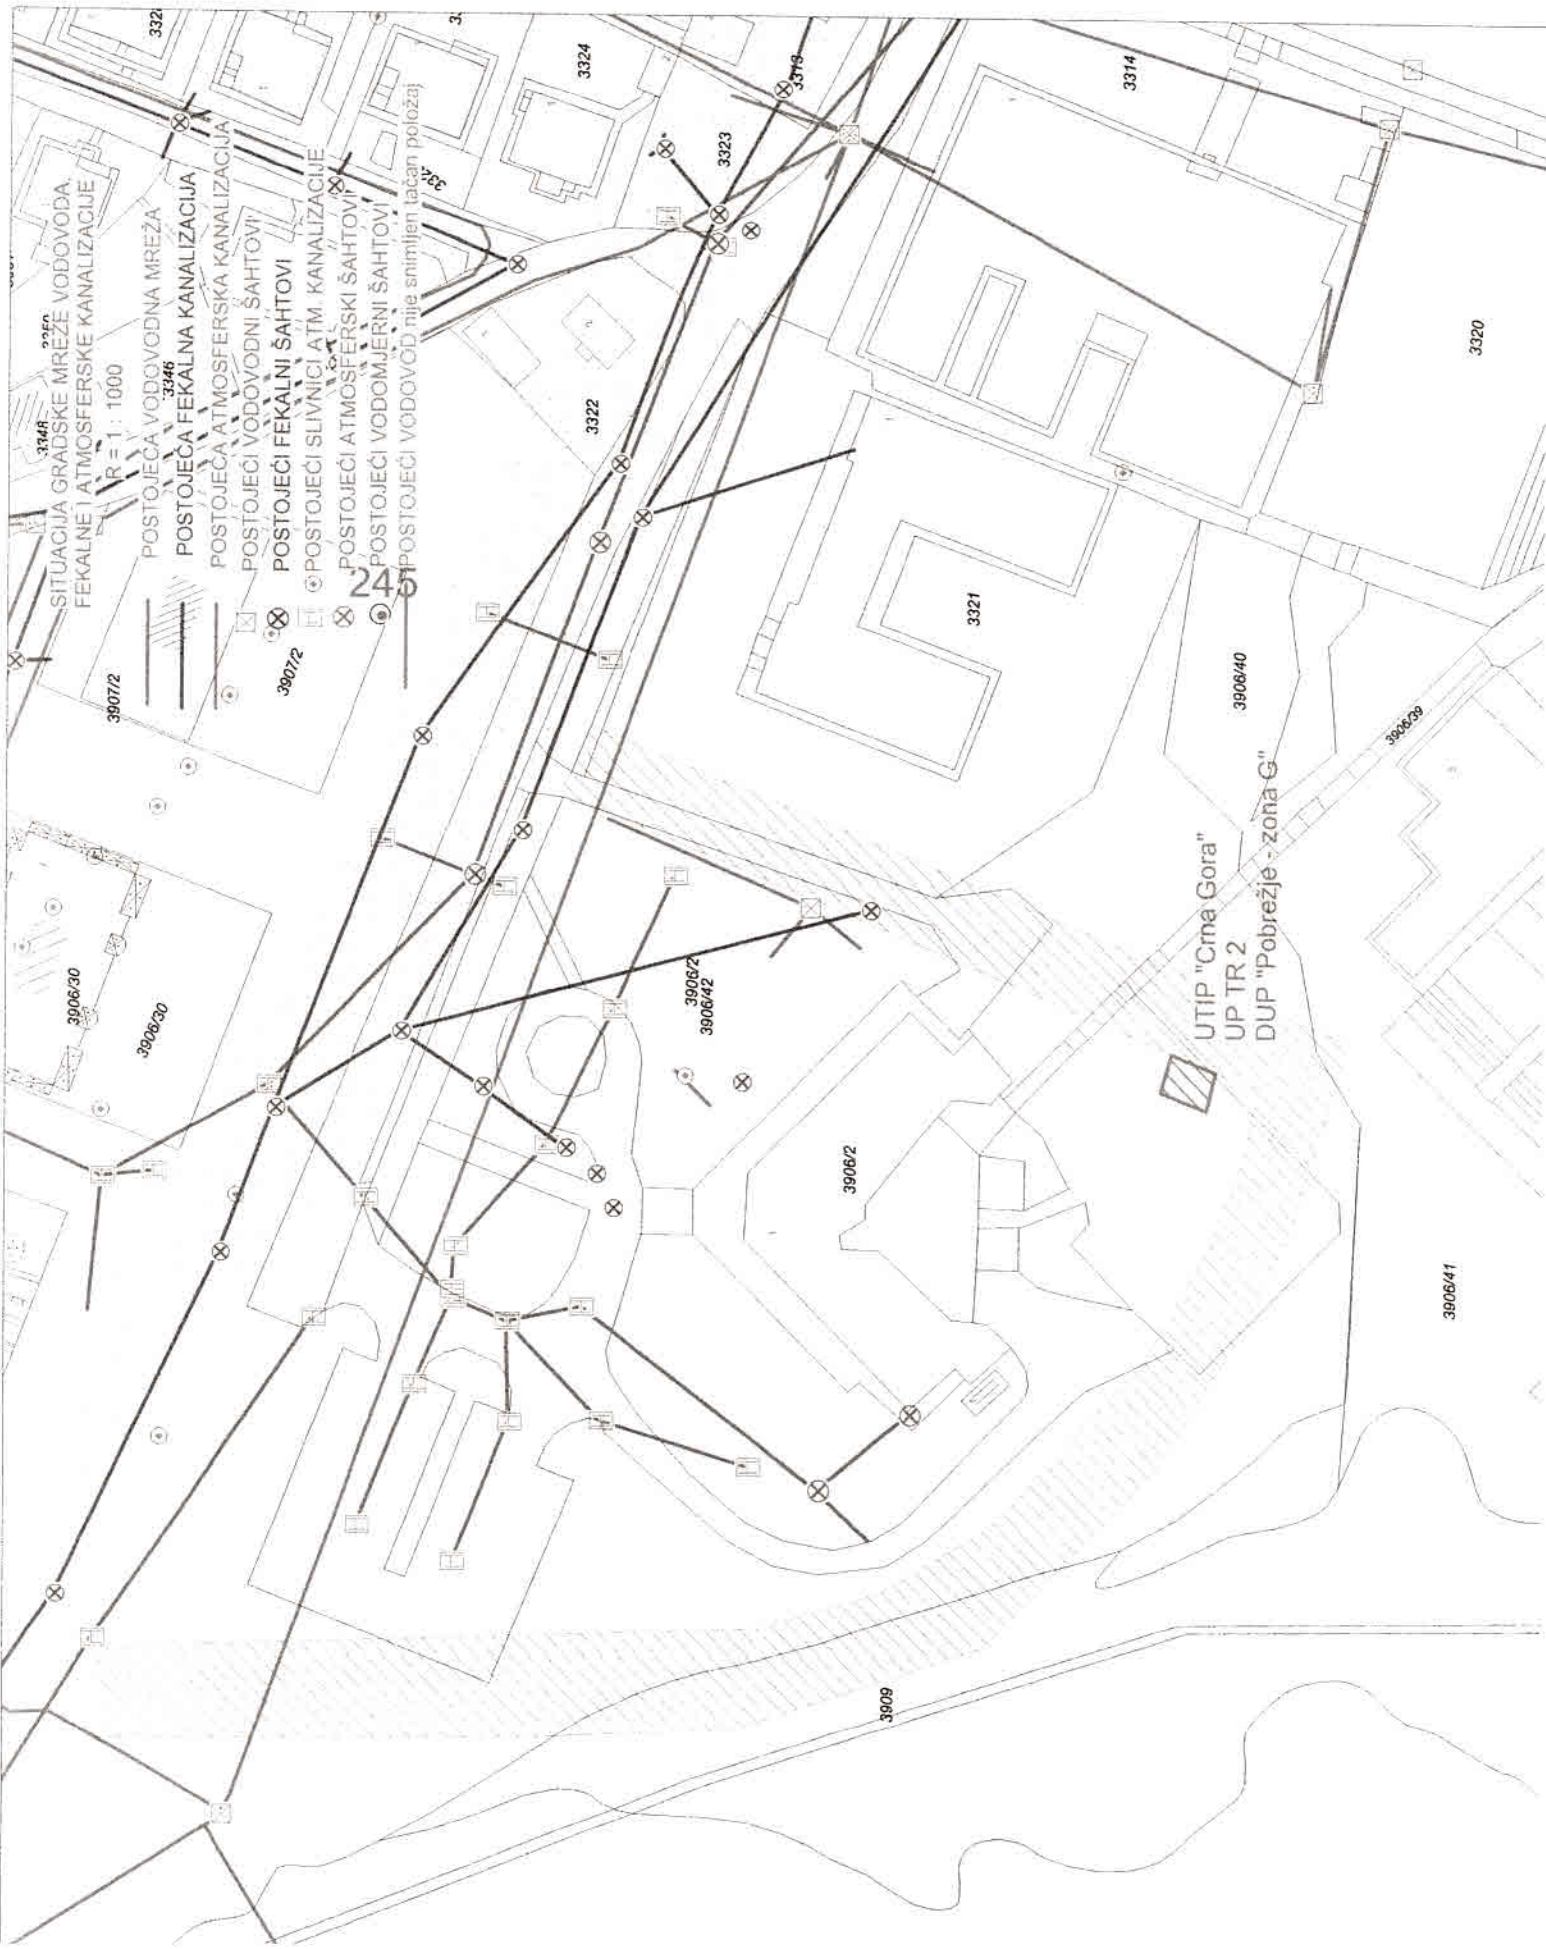 SITUACIJA GRADSKE MREŽE VODOVODA,
FEKALNE I ATMOSFERSKE KANALIZACIJE
R = 1 : 1000
POSTOJEĆA VODOVODNA MREŽA
POSTOJEĆA FEKALNA KANALIZACIJA
POSTOJEĆA ATMOSFERSKA KANALIZACIJA
POSTOJEĆI VODOVODNI ŠAHTOVI
POSTOJEĆI FEKALNI ŠAHTOVI
POSTOJEĆI SLIVNICI ATM. KANALIZACIJE
POSTOJEĆI ATMOSFERSKI ŠAHTOVI
POSTOJEĆI VODOMJERNI ŠAHTOVI
POSTOJEĆI VODOVOD nije snimljen tačan položaj
245
3346
3324
3323
3313
3314
3322
3320
3321
3907/2
3907/2
3906/30
3906/30
3906/2
3906/42
3906/40
3906/39
3906/2
3906/41
3909
UTIP "Crna Gora"
UP TR 2
DUP "Pobrežje - zona G"